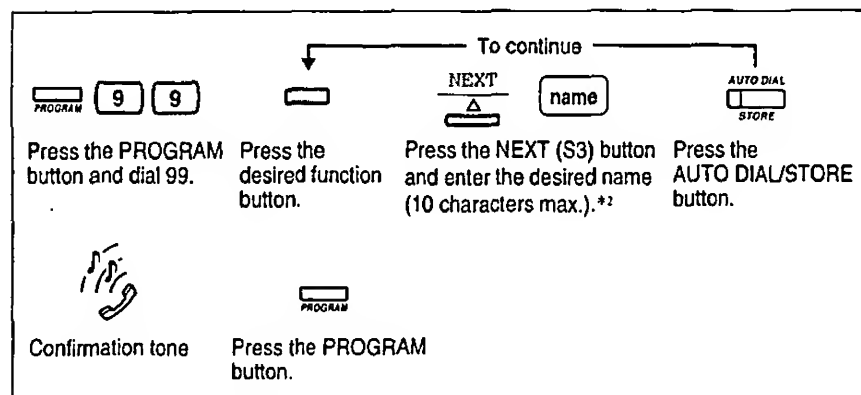 To continue
PROGRAM 9 9
NEXT
name
AUTO DIAL
STORE
Press the PROGRAM
button and dial 99.
Press the
desired function
button.
Press the NEXT (S3) button
and enter the desired name
(10 characters max.).*2
Press the
AUTO DIAL/STORE
button.
Confirmation tone
PROGRAM
Press the PROGRAM
button.